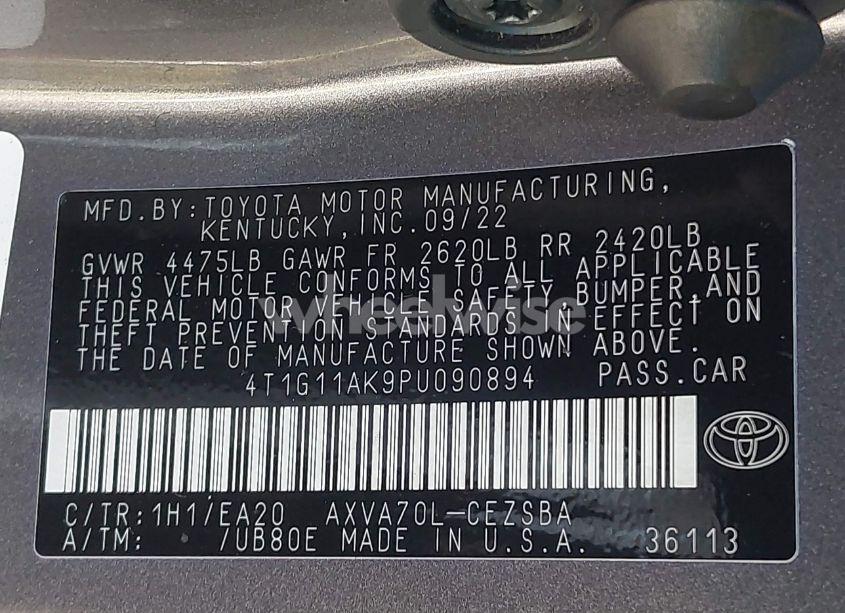 MFD.BY:TOYOTA MOTOR MANUFACTURING,
KENTUCKY,INC.09/22
GVWR 4475LB GAWR FR 2620LB RR 2420LB
THIS VEHICLE CONFORMS TO ALL APPLICABLE
FEDERAL MOTOR VEHICLE SAFETY,BUMPER,AND
THEFT PREVENTION STANDARDS IN EFFECT ON
THE DATE OF MANUFACTURE SHOWN ABOVE.
4T1G11AK9PU090894 PASS.CAR
C/TR:1H1/EA20 AXVA70L-CEZSBA
A/TM: /UB80E MADE IN U.S.A. 36113
wheelwise